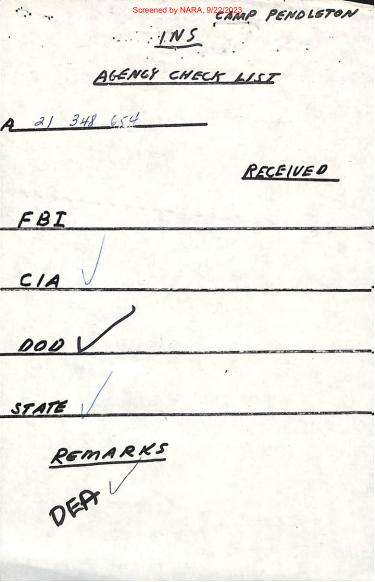 Screened by NARA, 9/22/2023
CAMP PENDLETON
INS
AGENCY CHECK LIST
A 21 348 654
RECEIVED
FBI
CIA ✓
DOD ✓
STATE ✓
REMARKS
DEA ✓